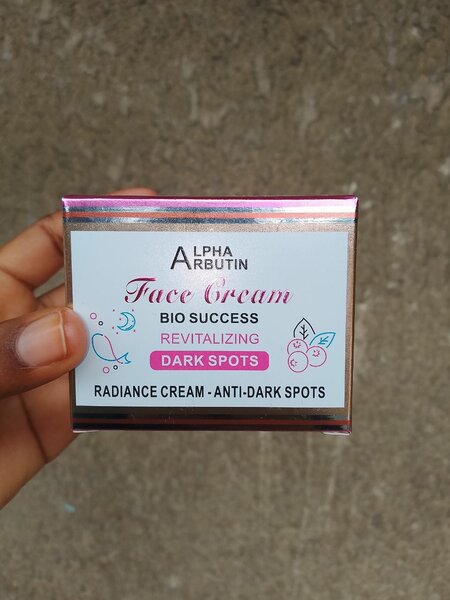 ALPHA
ARBUTIN
Face Cream
BIO SUCCESS
REVITALIZING
DARK SPOTS
RADIANCE CREAM - ANTI-DARK SPOTS